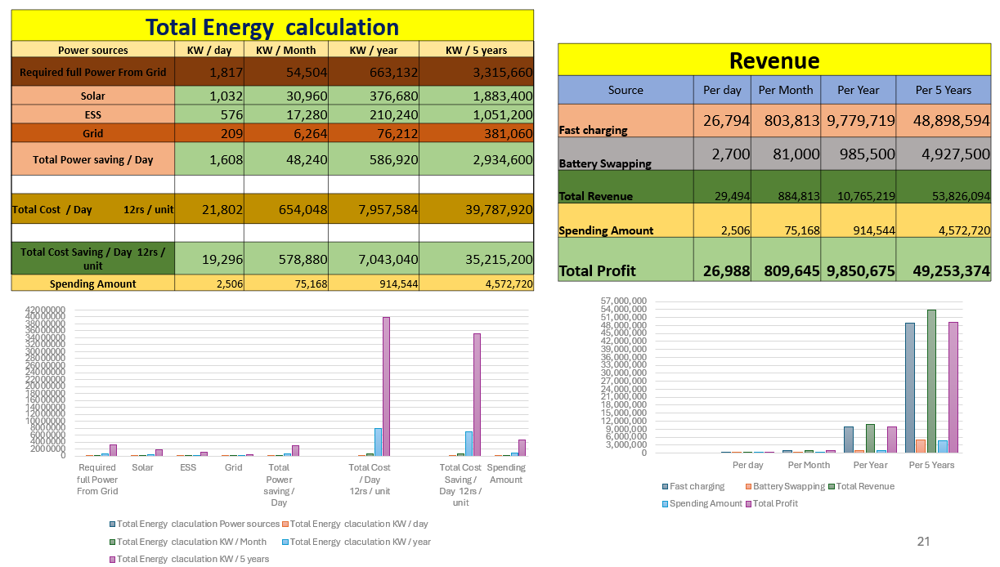 Total Energy calculation
Power sources KW / day KW / Month KW / year KW / 5 years
Required full Power From Grid 1,817 54,504 663,132 3,315,660
Solar 1,032 30,960 376,680 1,883,400
ESS 576 17,280 210,240 1,051,200
Grid 209 6,264 76,212 381,060
Total Power saving / Day 1,608 48,240 586,920 2,934,600
Total Cost / Day 12rs / unit 21,802 654,048 7,957,584 39,787,920
Total Cost Saving / Day 12rs /
unit 19,296 578,880 7,043,040 35,215,200
Spending Amount 2,506 75,168 914,544 4,572,720
Revenue
Source Per day Per Month Per Year Per 5 Years
Fast charging 26,794 803,813 9,779,719 48,898,594
Battery Swapping 2,700 81,000 985,500 4,927,500
Total Revenue 29,494 884,813 10,765,219 53,826,094
Spending Amount 2,506 75,168 914,544 4,572,720
Total Profit 26,988 809,645 9,850,675 49,253,374
42000000
40000000
38000000
36000000
34000000
32000000
30000000
28000000
26000000
24000000
22000000
20000000
18000000
16000000
14000000
12000000
10000000
8000000
6000000
4000000
2000000
0
Required
full Power
From Grid
Solar
ESS
Grid
Total
Power
saving /
Day
Total Cost
/ Day
12rs / unit
Total Cost
Saving /
Day 12rs /
unit
Spending
Amount
Total Energy claculation Power sources
Total Energy claculation KW / day
Total Energy claculation KW / Month
Total Energy claculation KW / year
Total Energy claculation KW / 5 years
57,000,000
54,000,000
51,000,000
48,000,000
45,000,000
42,000,000
39,000,000
36,000,000
33,000,000
30,000,000
27,000,000
24,000,000
21,000,000
18,000,000
15,000,000
12,000,000
9,000,000
6,000,000
3,000,000
0
Per day Per Month Per Year Per 5 Years
Fast charging Battery Swapping Total Revenue
Spending Amount Total Profit
21